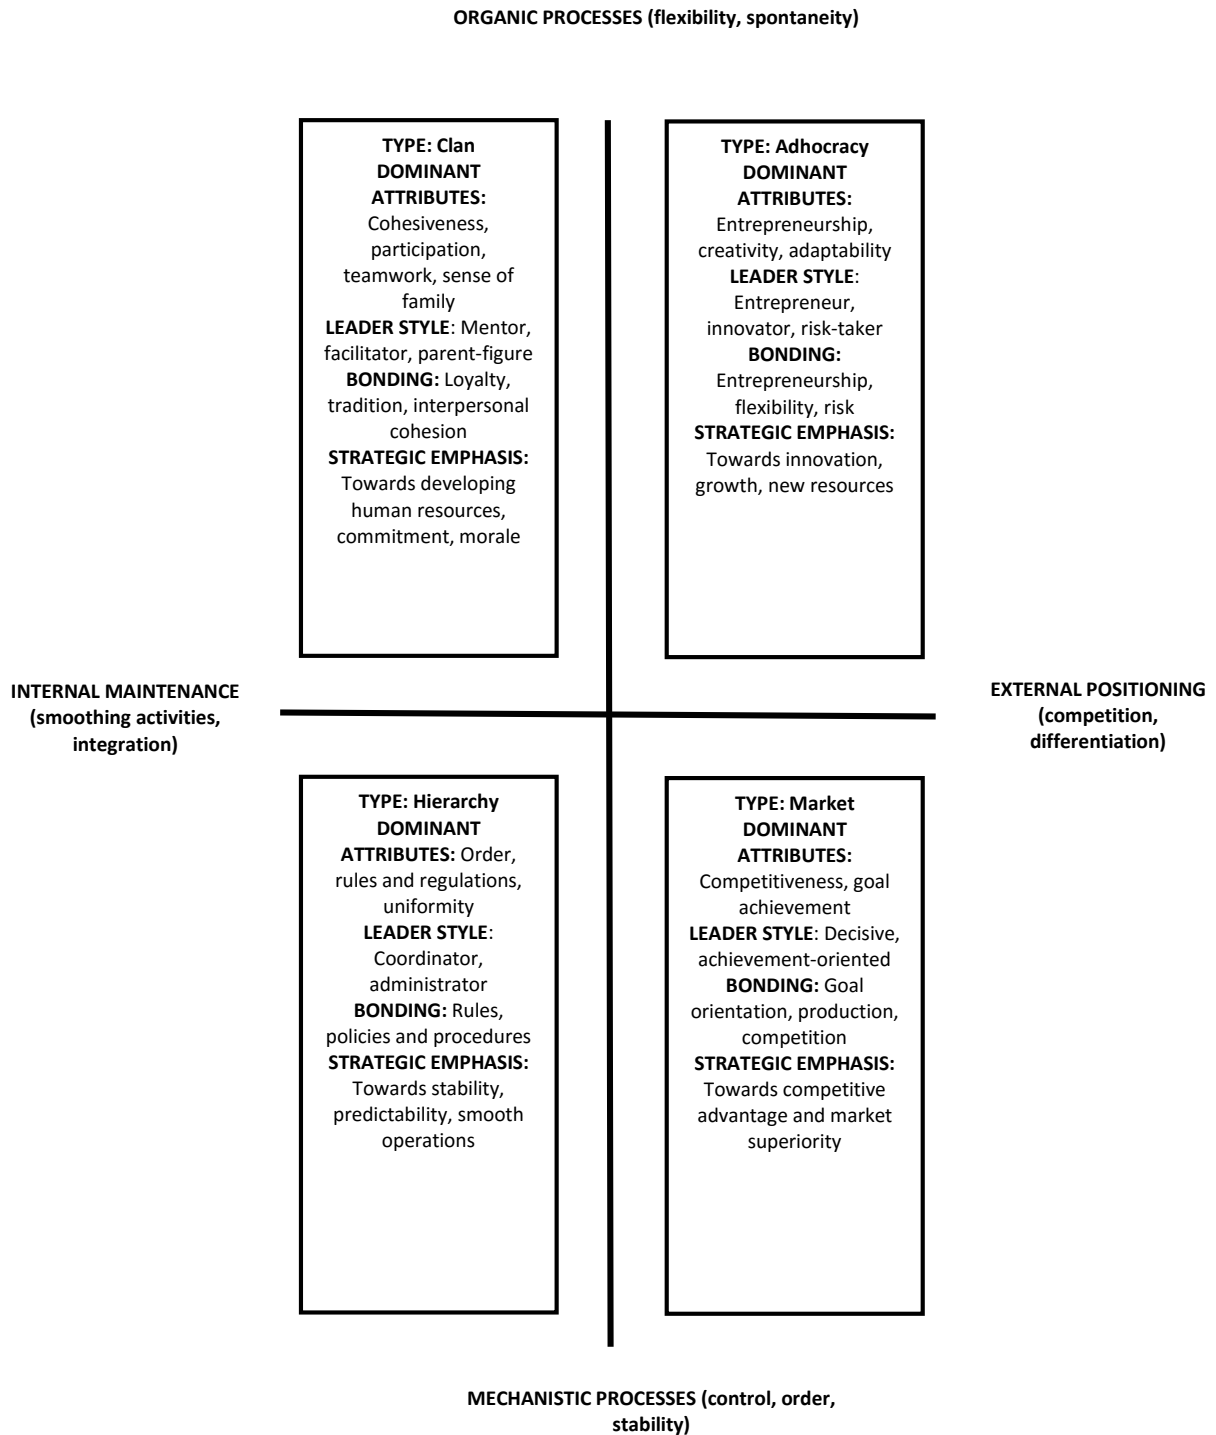 ORGANIC PROCESSES (flexibility, spontaneity)
TYPE: Clan
DOMINANT
ATTRIBUTES:
Cohesiveness,
participation,
teamwork, sense of
family
LEADER STYLE: Mentor,
facilitator, parent-figure
BONDING: Loyalty,
tradition, interpersonal
cohesion
STRATEGIC EMPHASIS:
Towards developing
human resources,
commitment, morale
TYPE: Adhocracy
DOMINANT
ATTRIBUTES:
Entrepreneurship,
creativity, adaptability
LEADER STYLE:
Entrepreneur,
innovator, risk-taker
BONDING:
Entrepreneurship,
flexibility, risk
STRATEGIC EMPHASIS:
Towards innovation,
growth, new resources
INTERNAL MAINTENANCE
(smoothing activities,
integration)
EXTERNAL POSITIONING
(competition,
differentiation)
TYPE: Hierarchy
DOMINANT
ATTRIBUTES: Order,
rules and regulations,
uniformity
LEADER STYLE:
Coordinator,
administrator
BONDING: Rules,
policies and procedures
STRATEGIC EMPHASIS:
Towards stability,
predictability, smooth
operations
TYPE: Market
DOMINANT
ATTRIBUTES:
Competitiveness, goal
achievement
LEADER STYLE: Decisive,
achievement-oriented
BONDING: Goal
orientation, production,
competition
STRATEGIC EMPHASIS:
Towards competitive
advantage and market
superiority
MECHANISTIC PROCESSES (control, order,
stability)